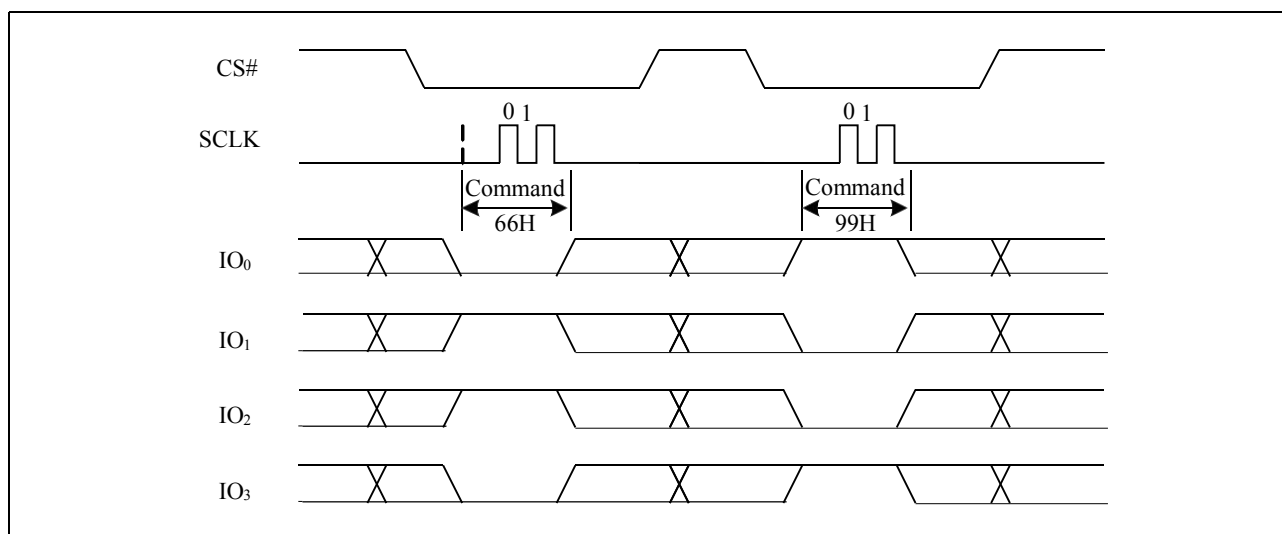 CS#
0 1 0 1
SCLK
Command Command
66H 99H
IO₀
IO₁
IO₂
IO₃